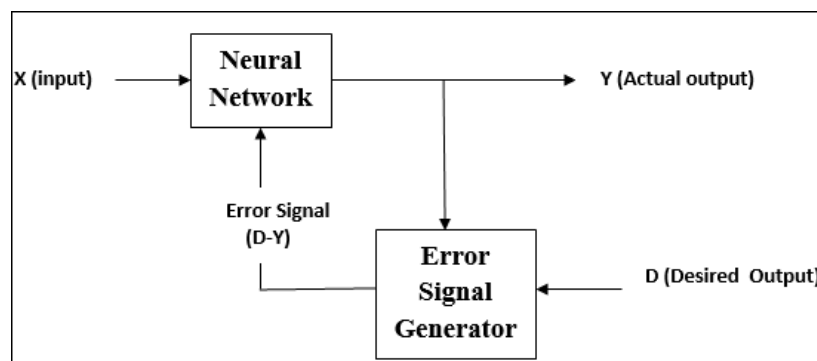 Neural
Network
X (input)
Y (Actual output)
Error Signal
(D-Y)
Error
Signal
Generator
D (Desired Output)